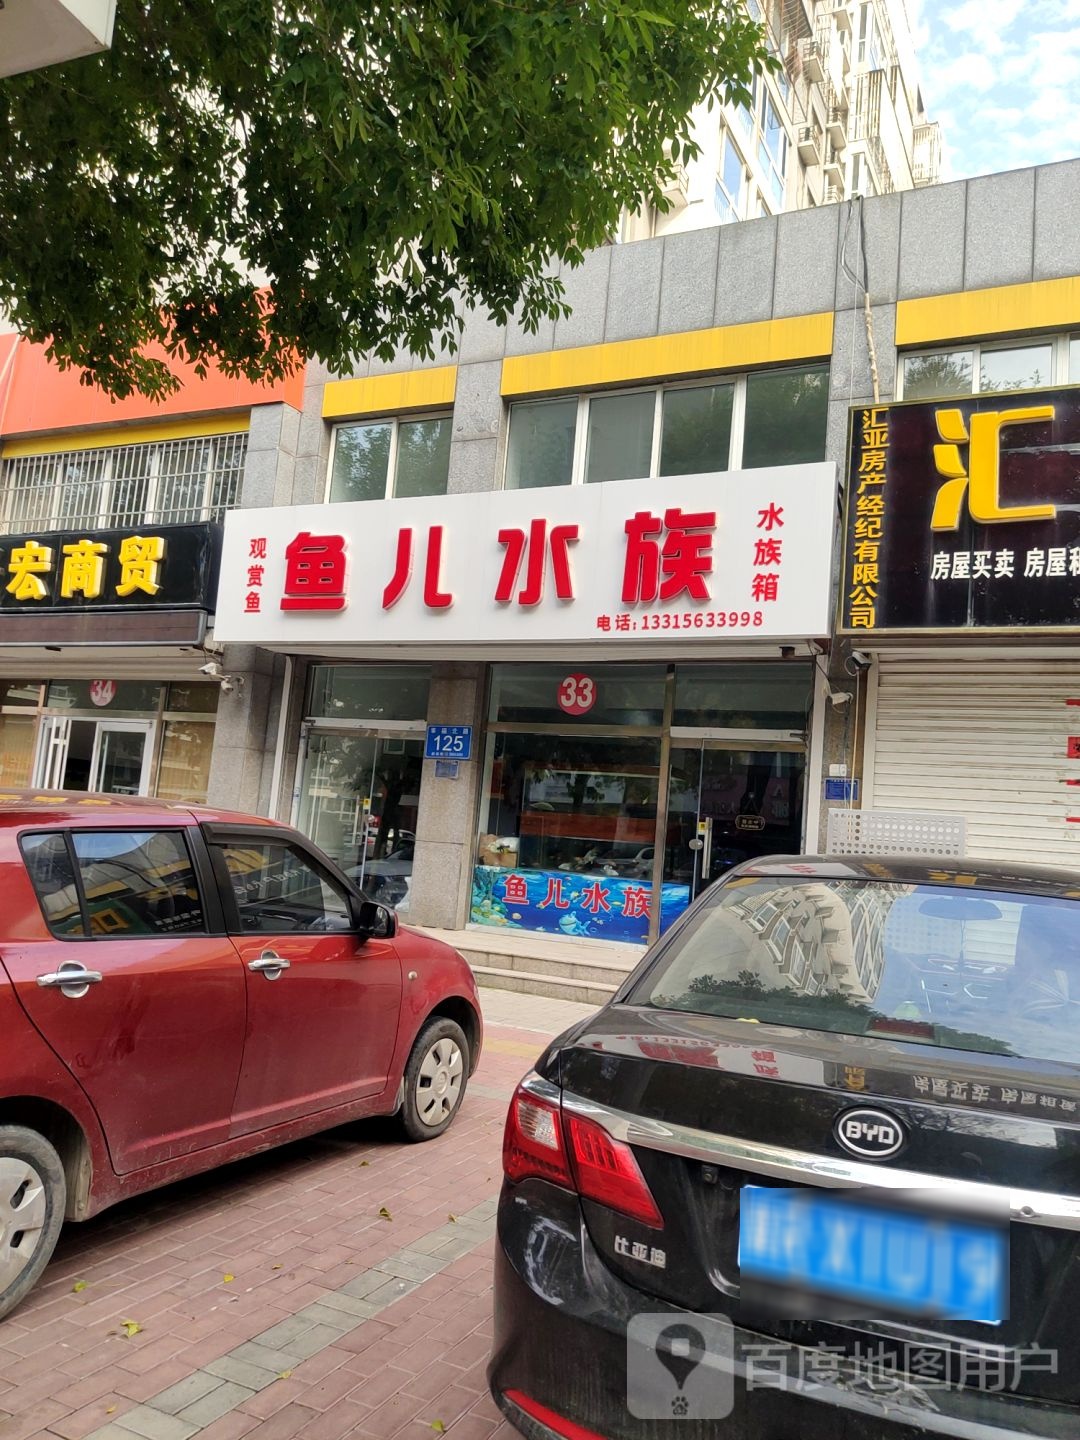 宏商贸
34
观赏鱼
鱼儿水族
水族箱
电话:13315633998
33
125
鱼儿水族
汇亚房产经纪有限公司
汇
房屋买卖 房屋租
BYD
比亚迪
百度地图用户